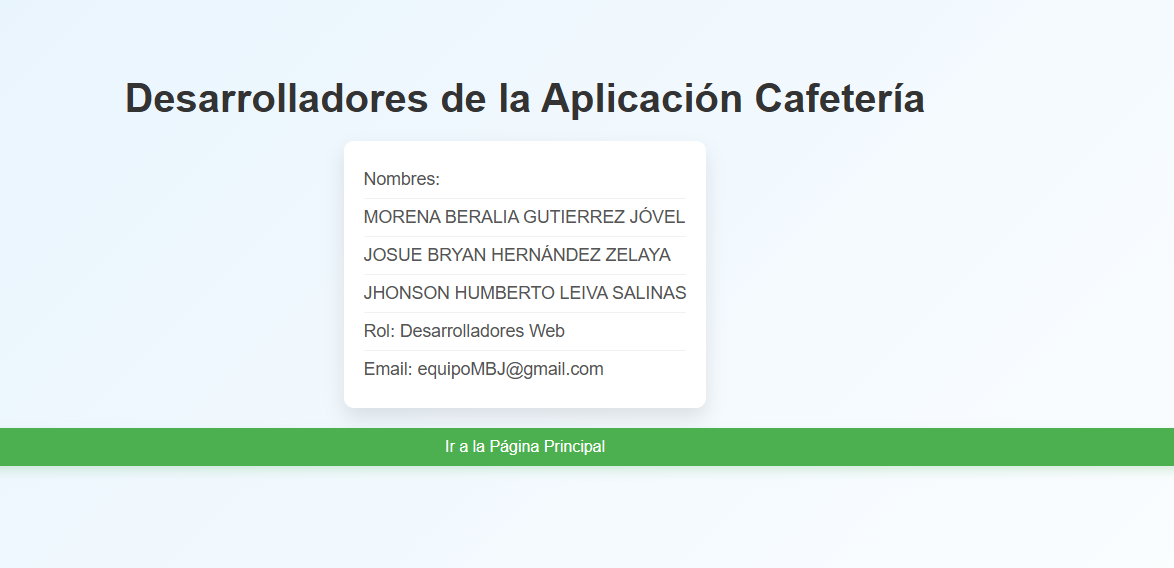 Desarrolladores de la Aplicación Cafetería
Nombres:
MORENA BERALIA GUTIERREZ JÓVEL
JOSUE BRYAN HERNÁNDEZ ZELAYA
JHONSON HUMBERTO LEIVA SALINAS
Rol: Desarrolladores Web
Email: equipoMBJ@gmail.com
Ir a la Página Principal